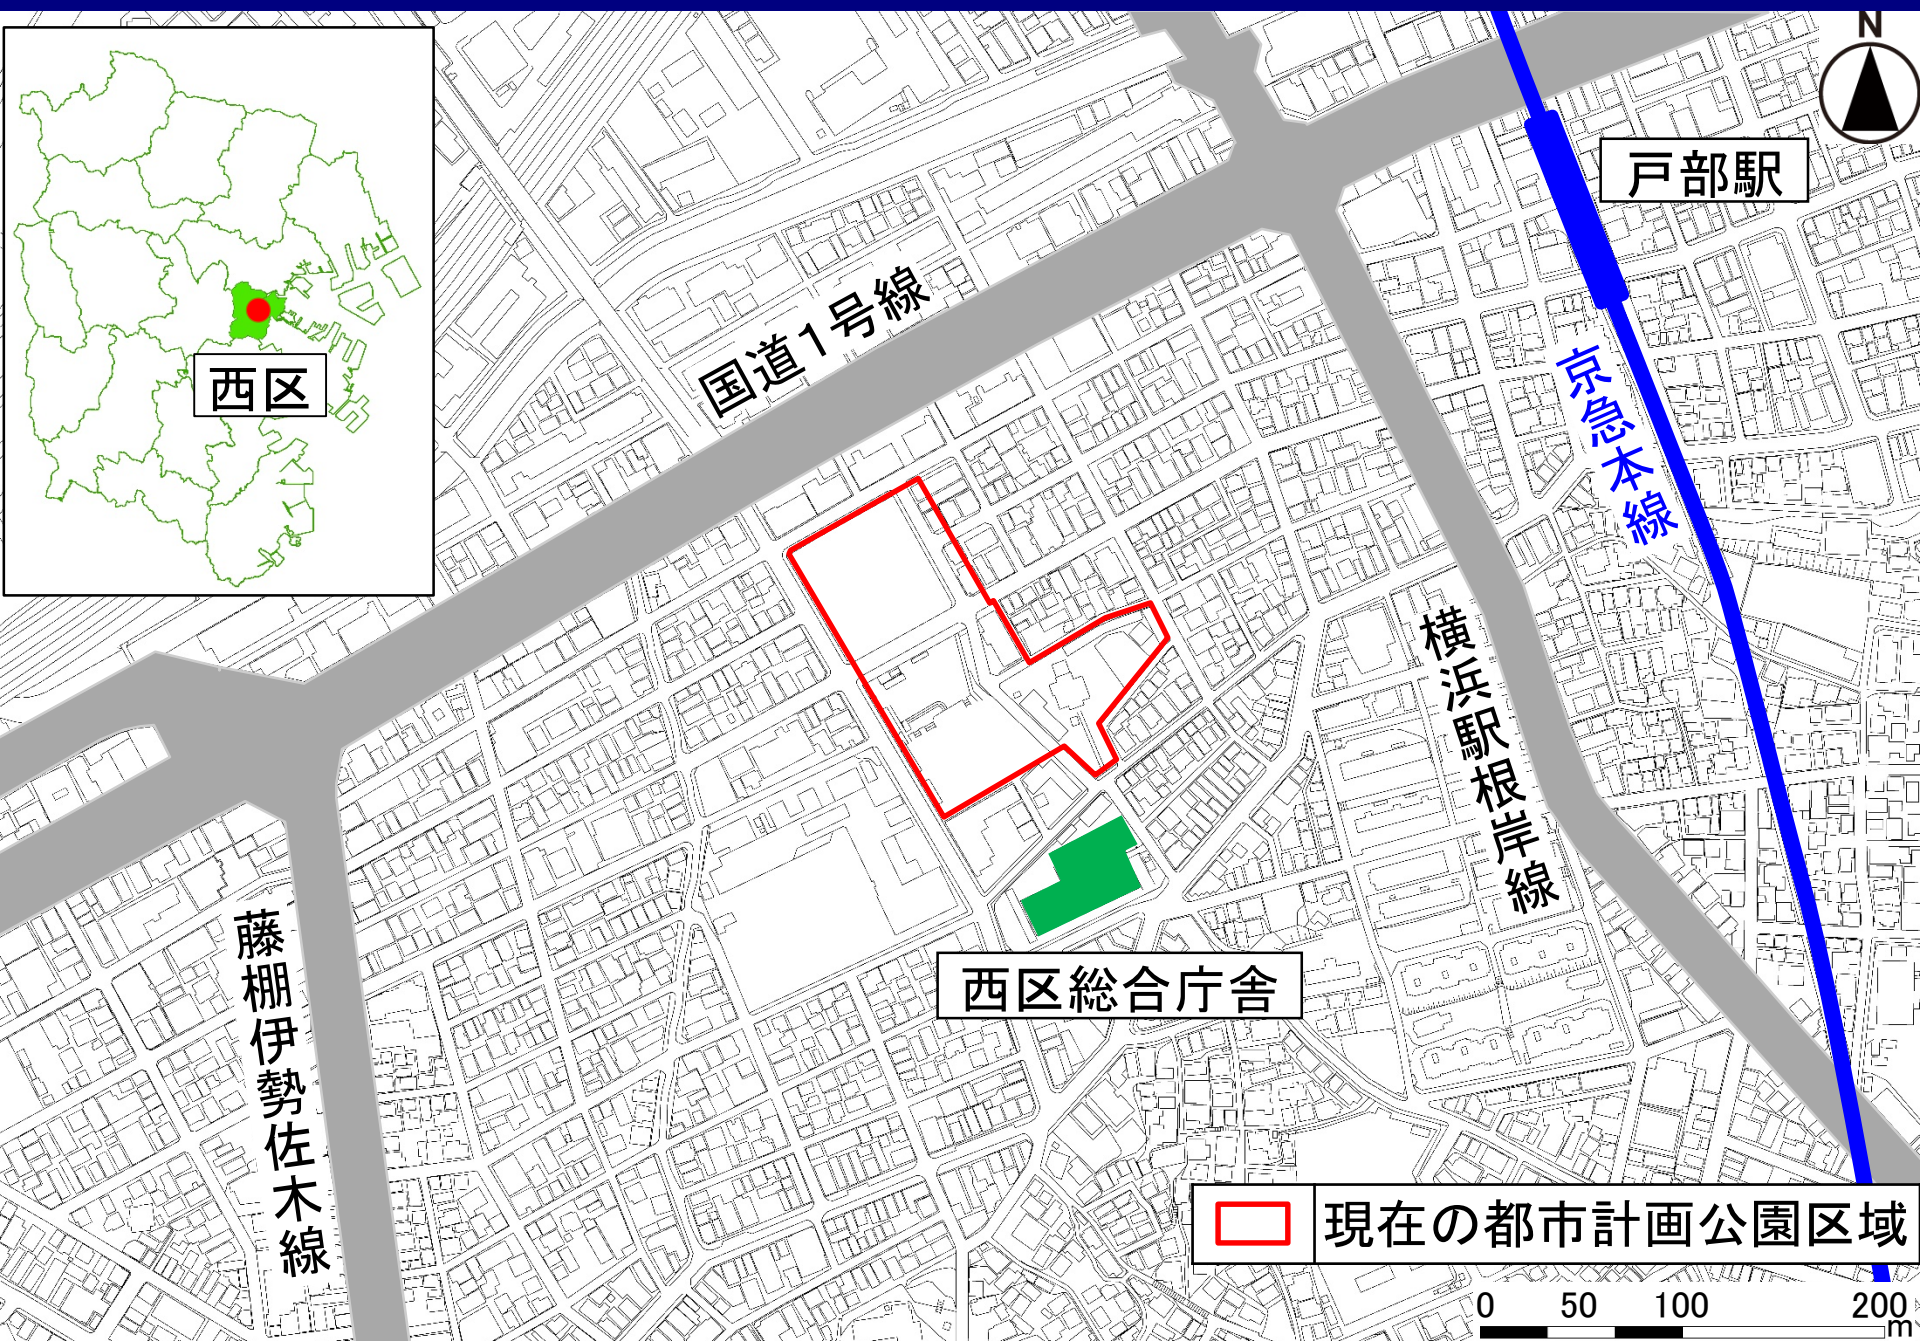 N
戸部駅
国道1号線
西区
京急本線
横浜駅根岸線
西区総合庁舎
藤棚伊勢佐木線
現在の都市計画公園区域
0 50 100 200
m